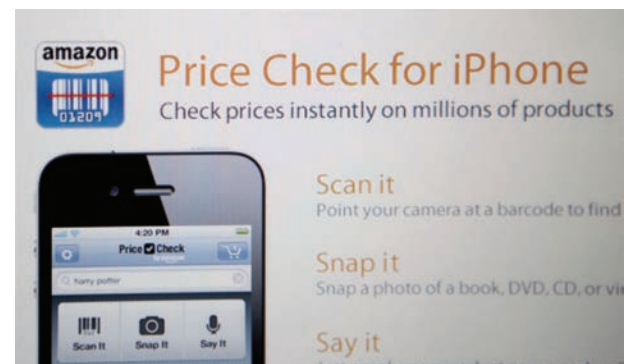 amazon
01209
Price Check for iPhone
Check prices instantly on millions of products
4:20 PM
Price Check
by amazon
harry potter
Scan It
Snap It
Say It
Scan it
Point your camera at a barcode to find
Snap it
Snap a photo of a book, DVD, CD, or vi
Say it